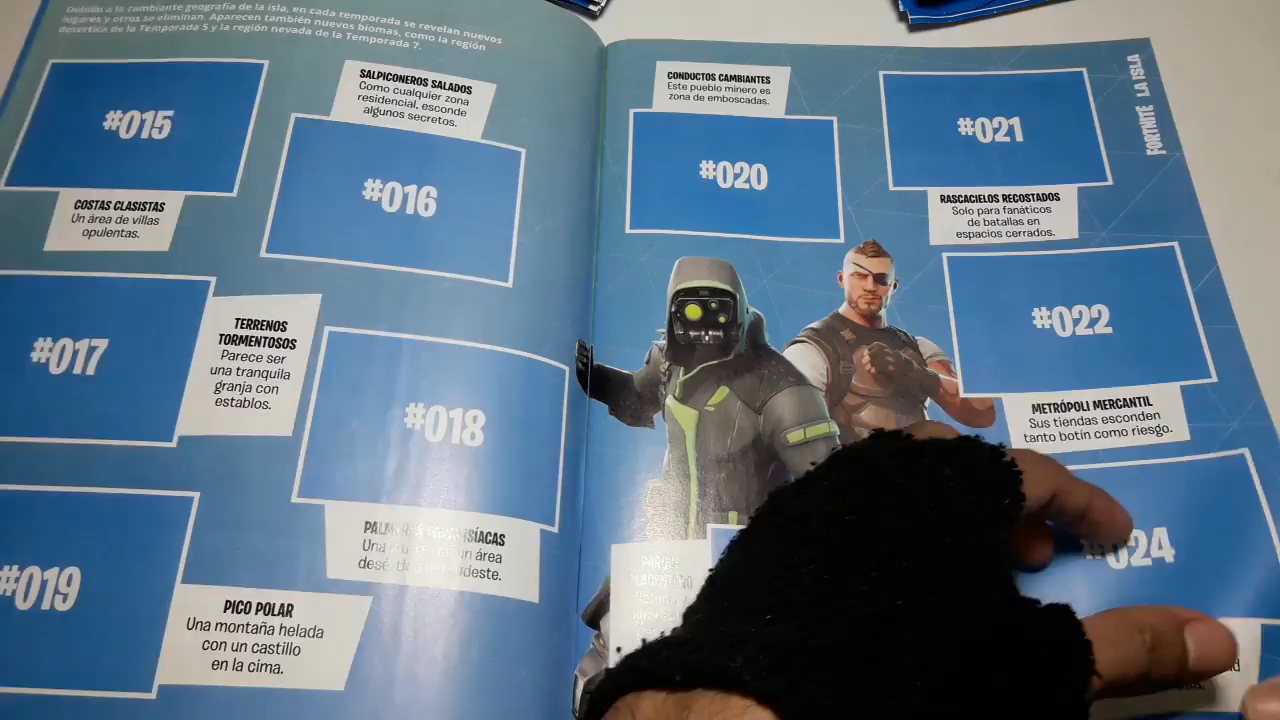 Debido a la cambiante geografía de la isla, en cada temporada se revelan nuevos
lugares y otros se eliminan. Aparecen también nuevos biomas, como la región
desértica de la Temporada 5 y la región nevada de la Temporada 7.
#015
COSTAS CLASISTAS
Un área de villas
opulentas.
SALPICONEROS SALADOS
Como cualquier zona
residencial, esconde
algunos secretos.
#016
#017
TERRENOS
TORMENTOSOS
Parece ser
una tranquila
granja con
establos.
#018
Una
#019
PICO POLAR
Una montaña helada
con un castillo
en la cima.
CONDUCTOS CAMBIANTES
Este pueblo minero es
zona de emboscadas.
#020
#021
RASCACIELOS RECOSTADOS
Solo para fanáticos
de batallas en
espacios cerrados.
FORTNITE LA ISLA
#022
METRÓPOLI MERCANTIL
Sus tiendas esconden
tanto botín como riesgo.
#024